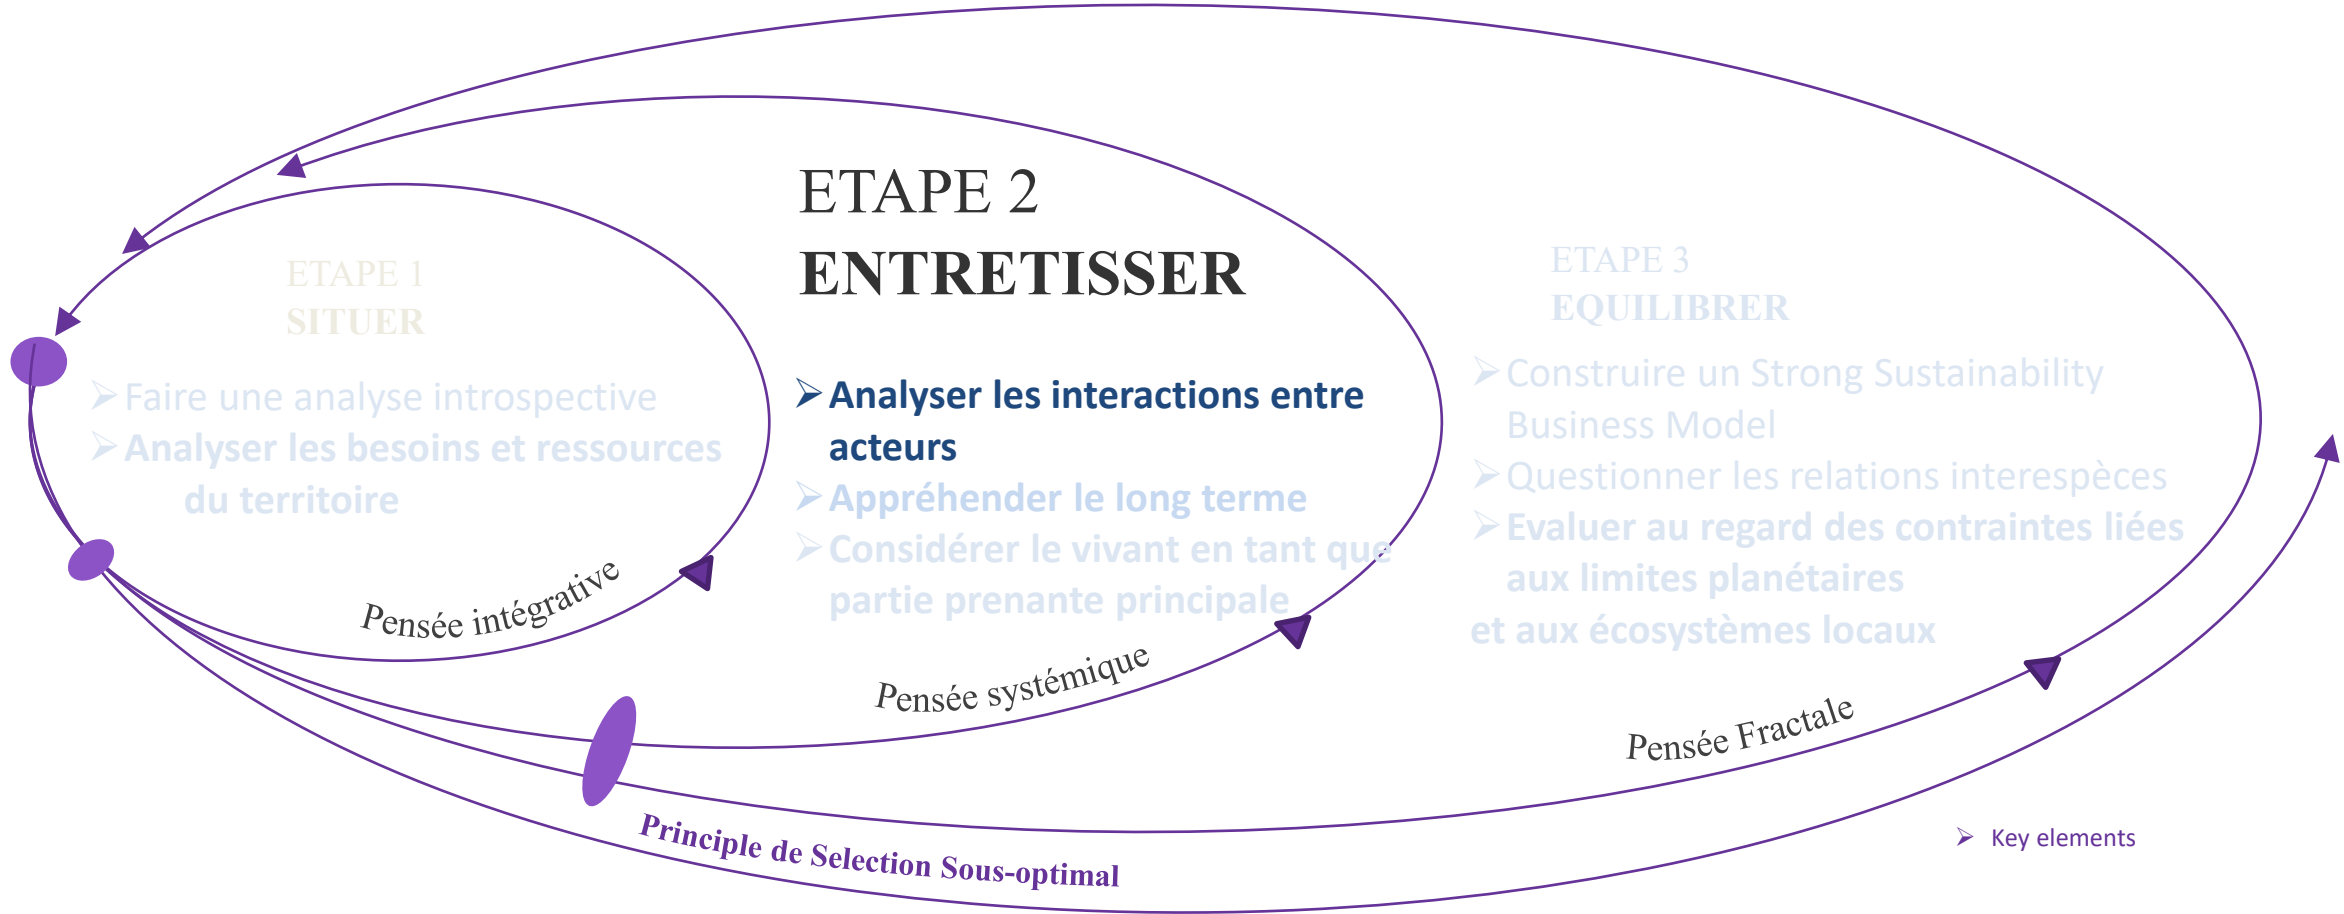 ETAPE 1
SITUER
➢ Faire une analyse introspective
➢ Analyser les besoins et ressources
du territoire
Pensée intégrative
ETAPE 2
ENTRETISSER
➢ Analyser les interactions entre
acteurs
➢ Appréhender le long terme
➢ Considérer le vivant en tant que
partie prenante principale
Pensée systémique
ETAPE 3
EQUILIBRER
➢ Construire un Strong Sustainability
Business Model
➢ Questionner les relations interespèces
➢ Evaluer au regard des contraintes liées
aux limites planétaires
et aux écosystèmes locaux
Pensée Fractale
Principle de Selection Sous-optimal
➢ Key elements